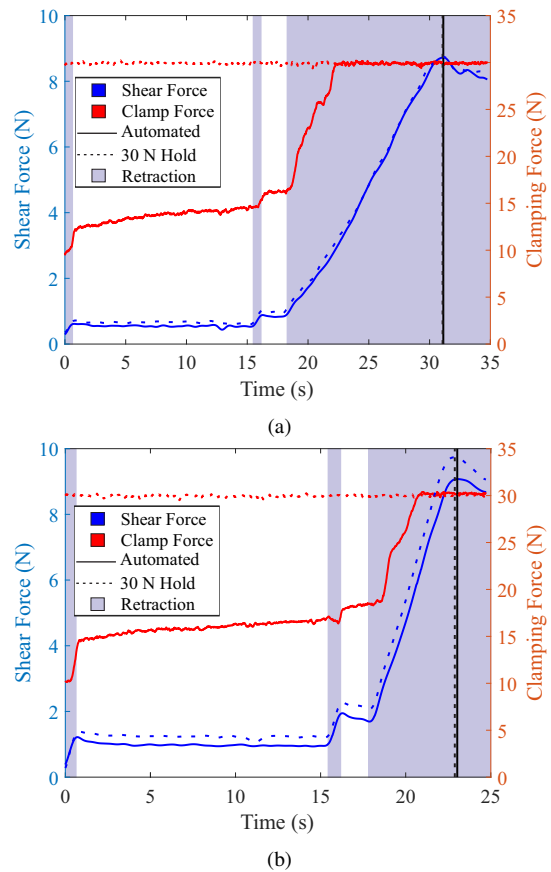 10
8
6
4
2
0
Shear Force (N)
Shear Force
Clamp Force
Automated
30 N Hold
Retraction
35
30
25
20
15
10
5
0
Clamping Force (N)
0 5 10 15 20 25 30 35
Time (s)
(a)
10
8
6
4
2
0
Shear Force (N)
Shear Force
Clamp Force
Automated
30 N Hold
Retraction
35
30
25
20
15
10
5
0
Clamping Force (N)
0 5 10 15 20 25
Time (s)
(b)